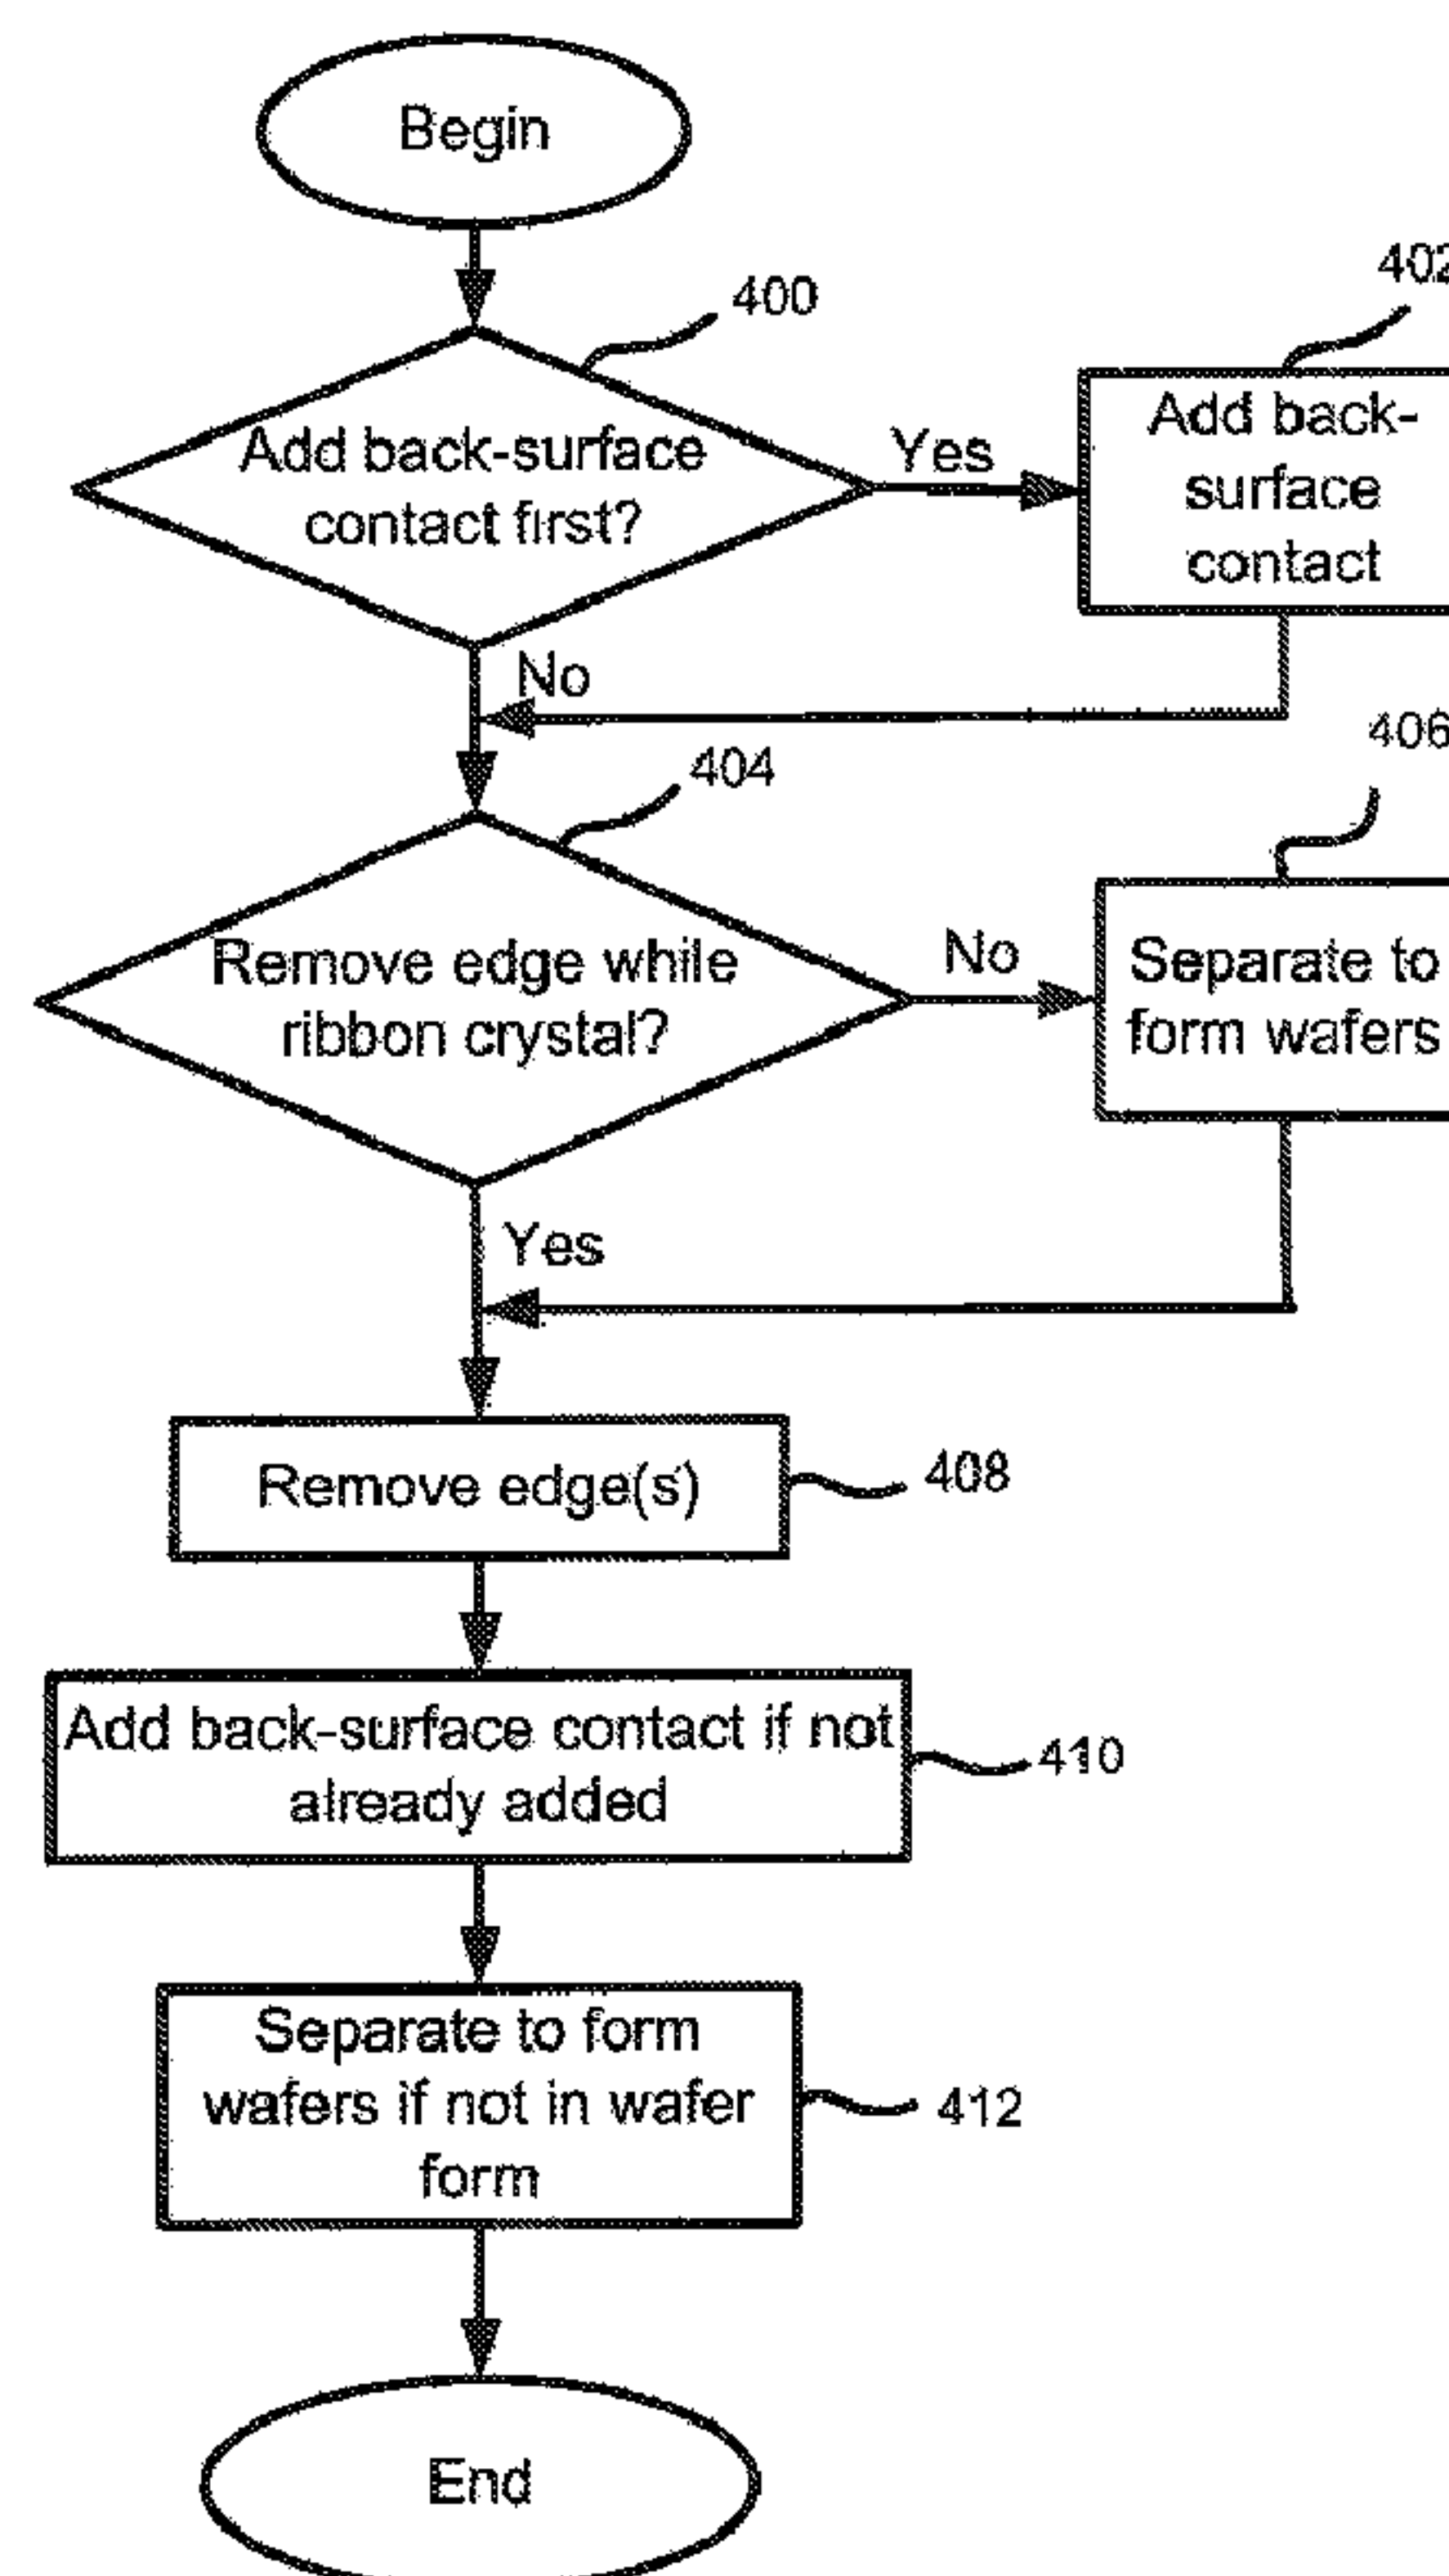 Begin
400
402
Add back-surface
contact first?
Yes
Add back-
surface
contact
No
404
406
Remove edge while
ribbon crystal?
No
Separate to
form wafers
Yes
Remove edge(s)
408
Add back-surface contact if not
already added
410
Separate to form
wafers if not in wafer
form
412
End